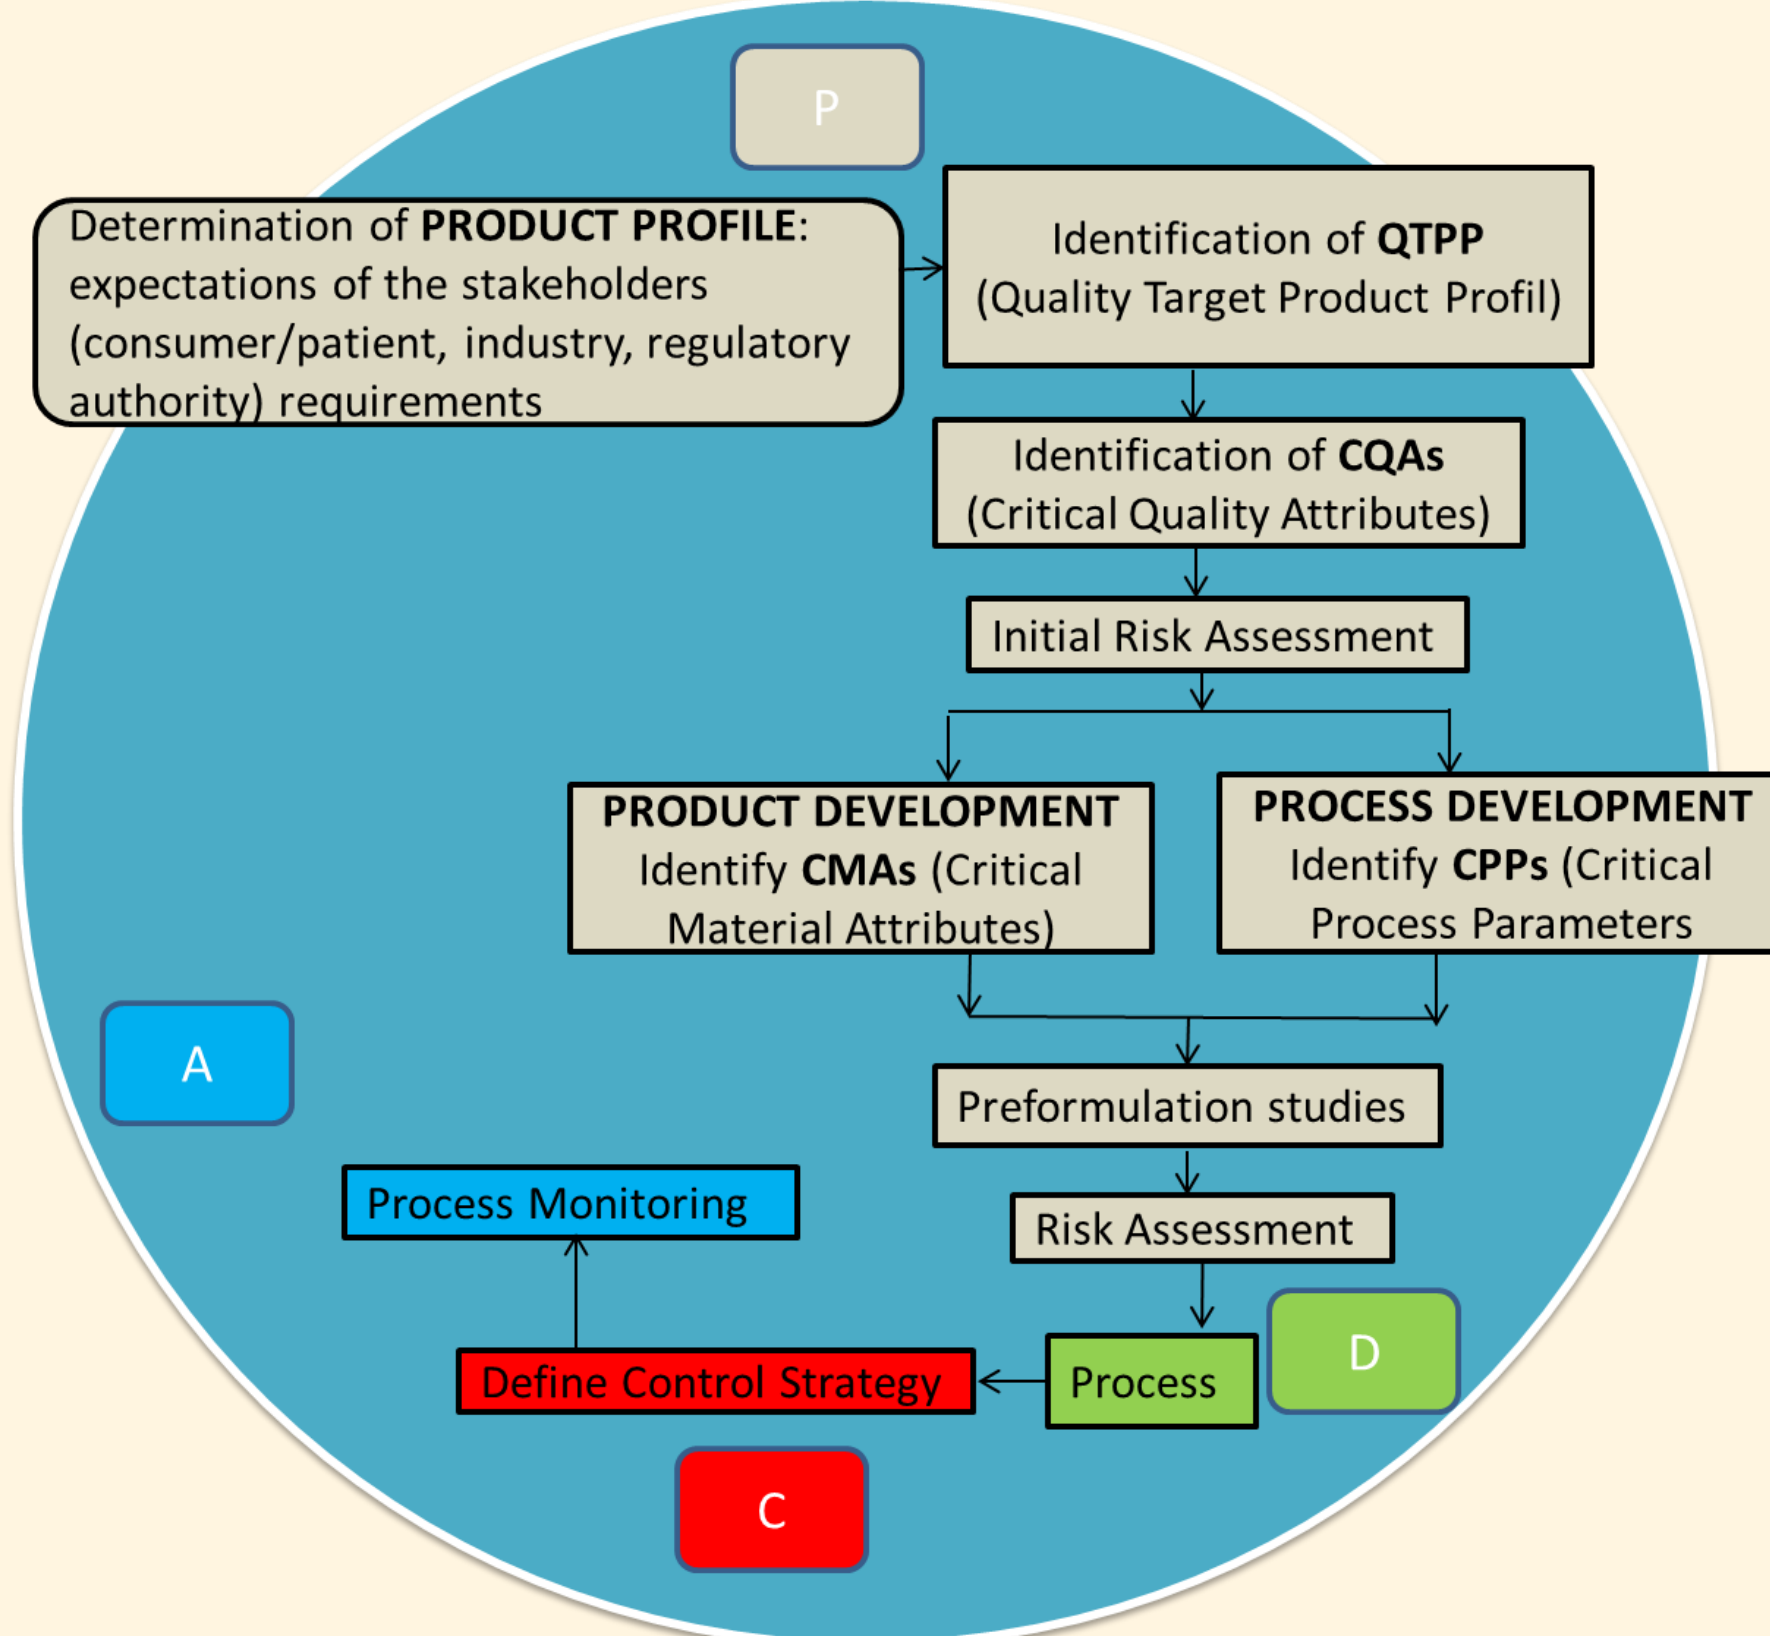 P
Determination of PRODUCT PROFILE:
expectations of the stakeholders
(consumer/patient, industry, regulatory
authority) requirements
Identification of QTPP
(Quality Target Product Profil)
Identification of CQAs
(Critical Quality Attributes)
Initial Risk Assessment
PRODUCT DEVELOPMENT
Identify CMAs (Critical
Material Attributes)
PROCESS DEVELOPMENT
Identify CPPs (Critical
Process Parameters
Preformulation studies
Risk Assessment
D
Process
Define Control Strategy
C
Process Monitoring
A